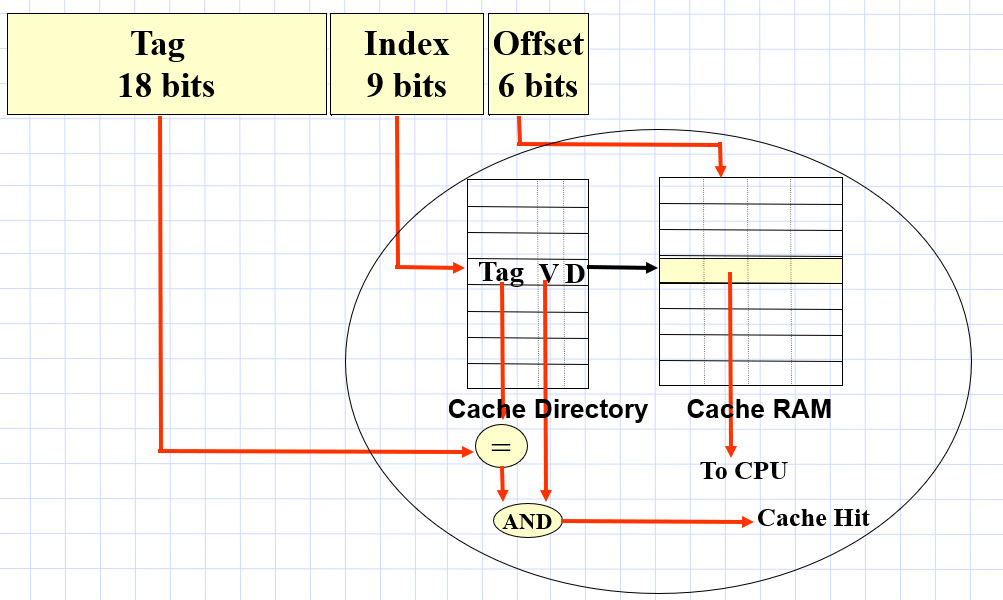 Tag
18 bits
Index
9 bits
Offset
6 bits
Tag V D
Cache Directory
Cache RAM
=
To CPU
AND
Cache Hit